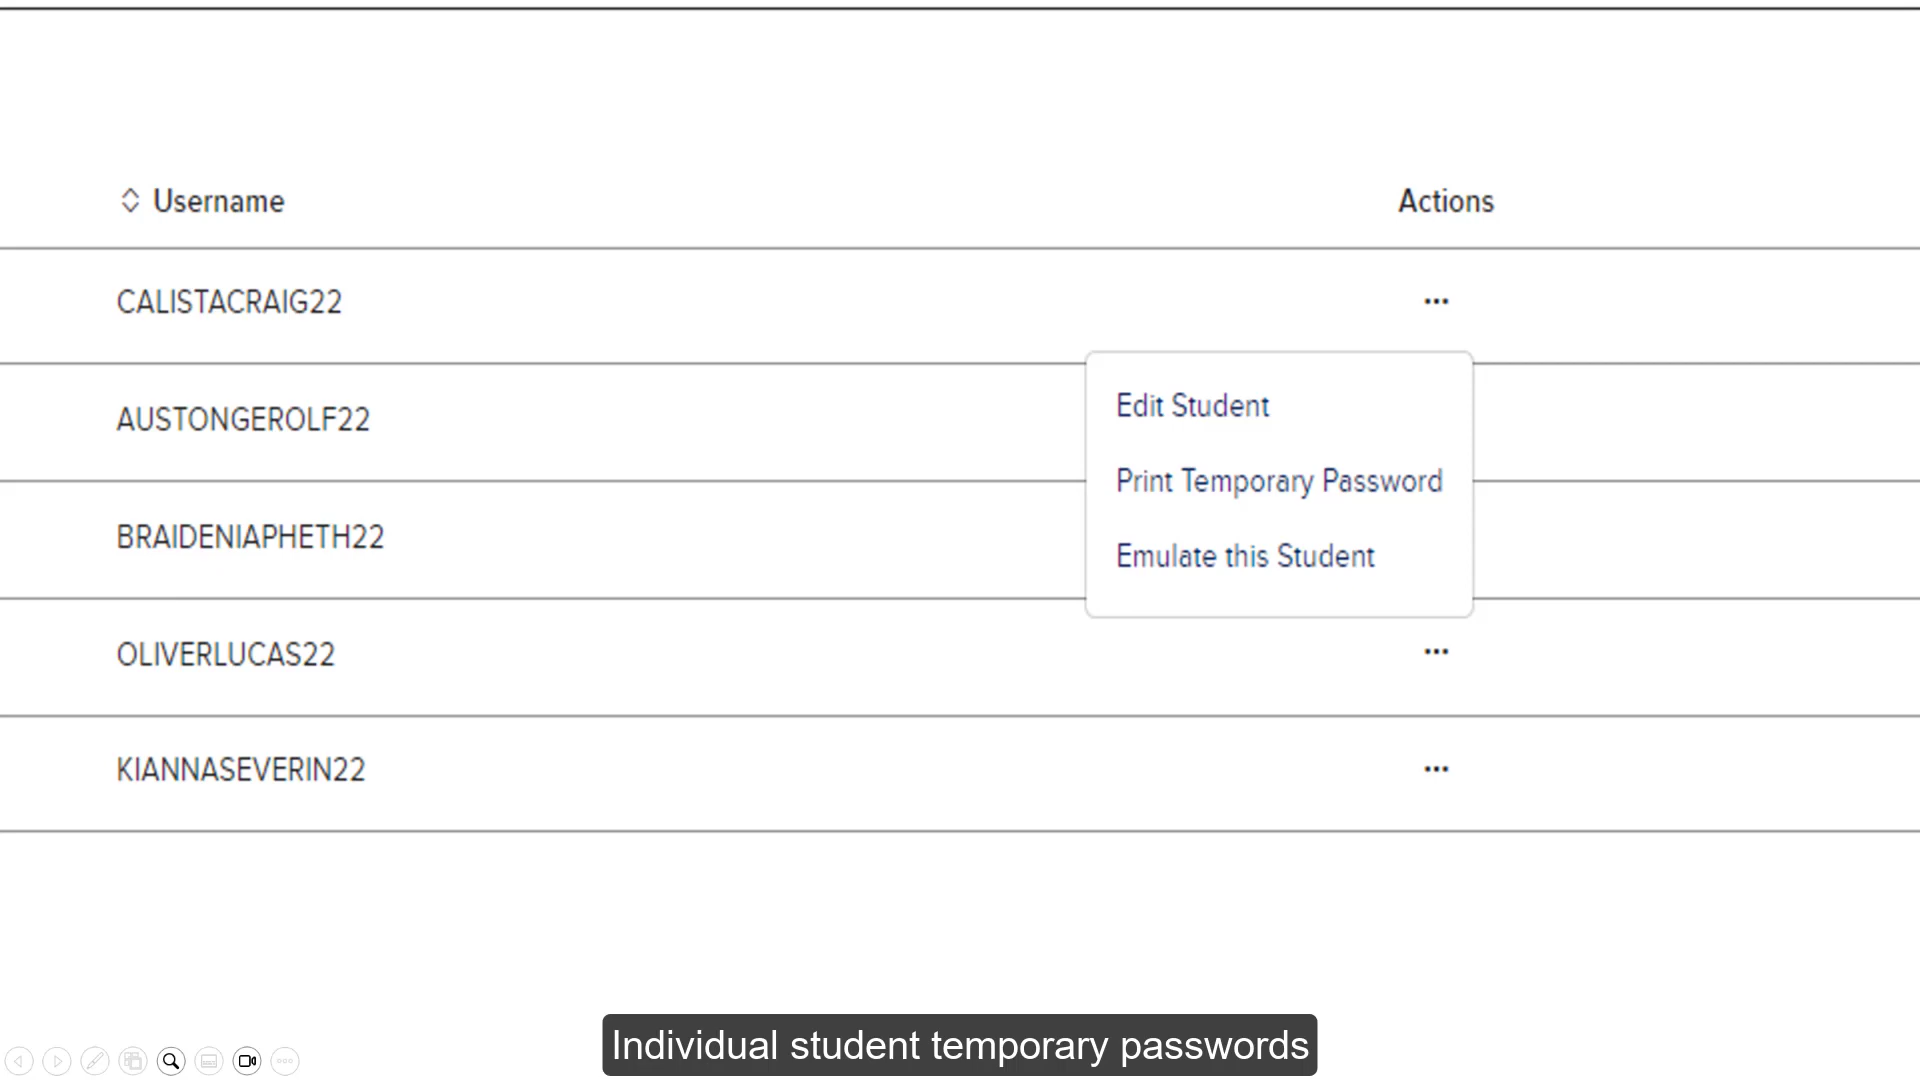 Username Actions
CALISTACRAIG22 ...
Edit Student
AUSTONGEROLF22
Print Temporary Password
BRAIDENIAPHETH22
Emulate this Student
OLIVERLUCAS22 ...
KIANNASEVERIN22 ...
Individual student temporary passwords